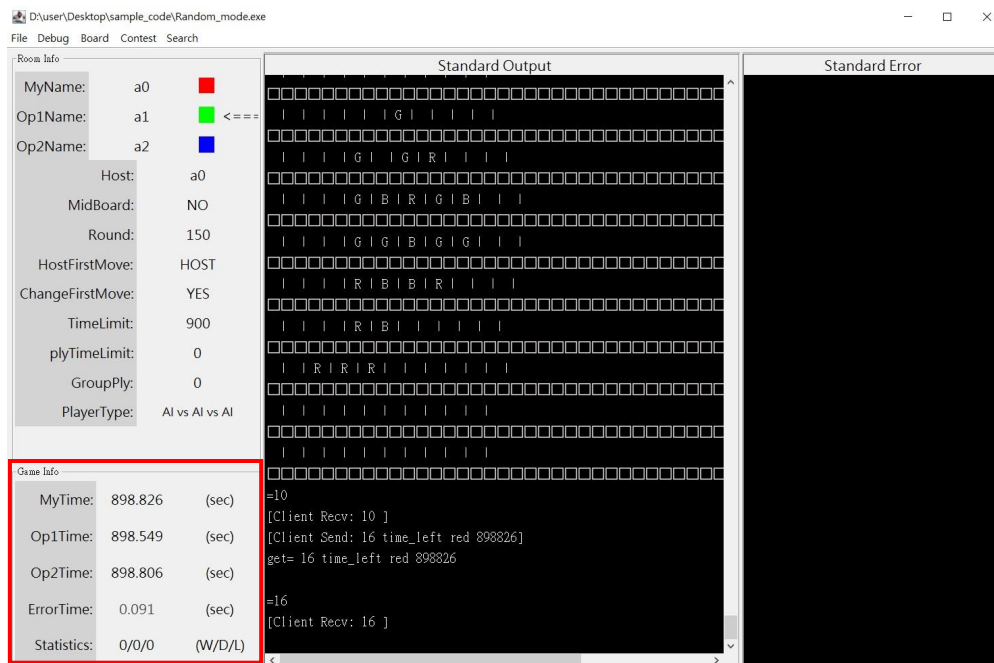 D:\user\Desktop\sample_code\Random_mode.exe
File Debug Board Contest Search
Room Info
MyName: a0
Op1Name: a1 <===
Op2Name: a2
Host: a0
MidBoard: NO
Round: 150
HostFirstMove: HOST
ChangeFirstMove: YES
TimeLimit: 900
plyTimeLimit: 0
GroupPly: 0
PlayerType: AI vs AI vs AI
Game Info
MyTime: 898.826 (sec)
Op1Time: 898.549 (sec)
Op2Time: 898.806 (sec)
ErrorTime: 0.091 (sec)
Statistics: 0/0/0 (W/D/L)
Standard Output
□□□□□□□□□□□□□□□□□□□□□□□□□□□□□□□□□□
| | | | | |G| | | | |
□□□□□□□□□□□□□□□□□□□□□□□□□□□□□□□□□□
| | | |G| |G|R| | | |
□□□□□□□□□□□□□□□□□□□□□□□□□□□□□□□□□□
| | | |G|B|R|G|B| | |
□□□□□□□□□□□□□□□□□□□□□□□□□□□□□□□□□□
| | | |G|G|B|G|G| | |
□□□□□□□□□□□□□□□□□□□□□□□□□□□□□□□□□□
| | | |R|B|B|R| | | |
□□□□□□□□□□□□□□□□□□□□□□□□□□□□□□□□□□
| | | |R|B| | | | | |
□□□□□□□□□□□□□□□□□□□□□□□□□□□□□□□□□□
| | |R|R|R| | | | | |
□□□□□□□□□□□□□□□□□□□□□□□□□□□□□□□□□□
| | | | | | | | | | |
□□□□□□□□□□□□□□□□□□□□□□□□□□□□□□□□□□
| | | | | | | | | | |
□□□□□□□□□□□□□□□□□□□□□□□□□□□□□□□□□□
=10
[Client Recv: 10 ]
[Client Send: 16 time_left red 898826]
get= 16 time_left red 898826
=16
[Client Recv: 16 ]
Standard Error